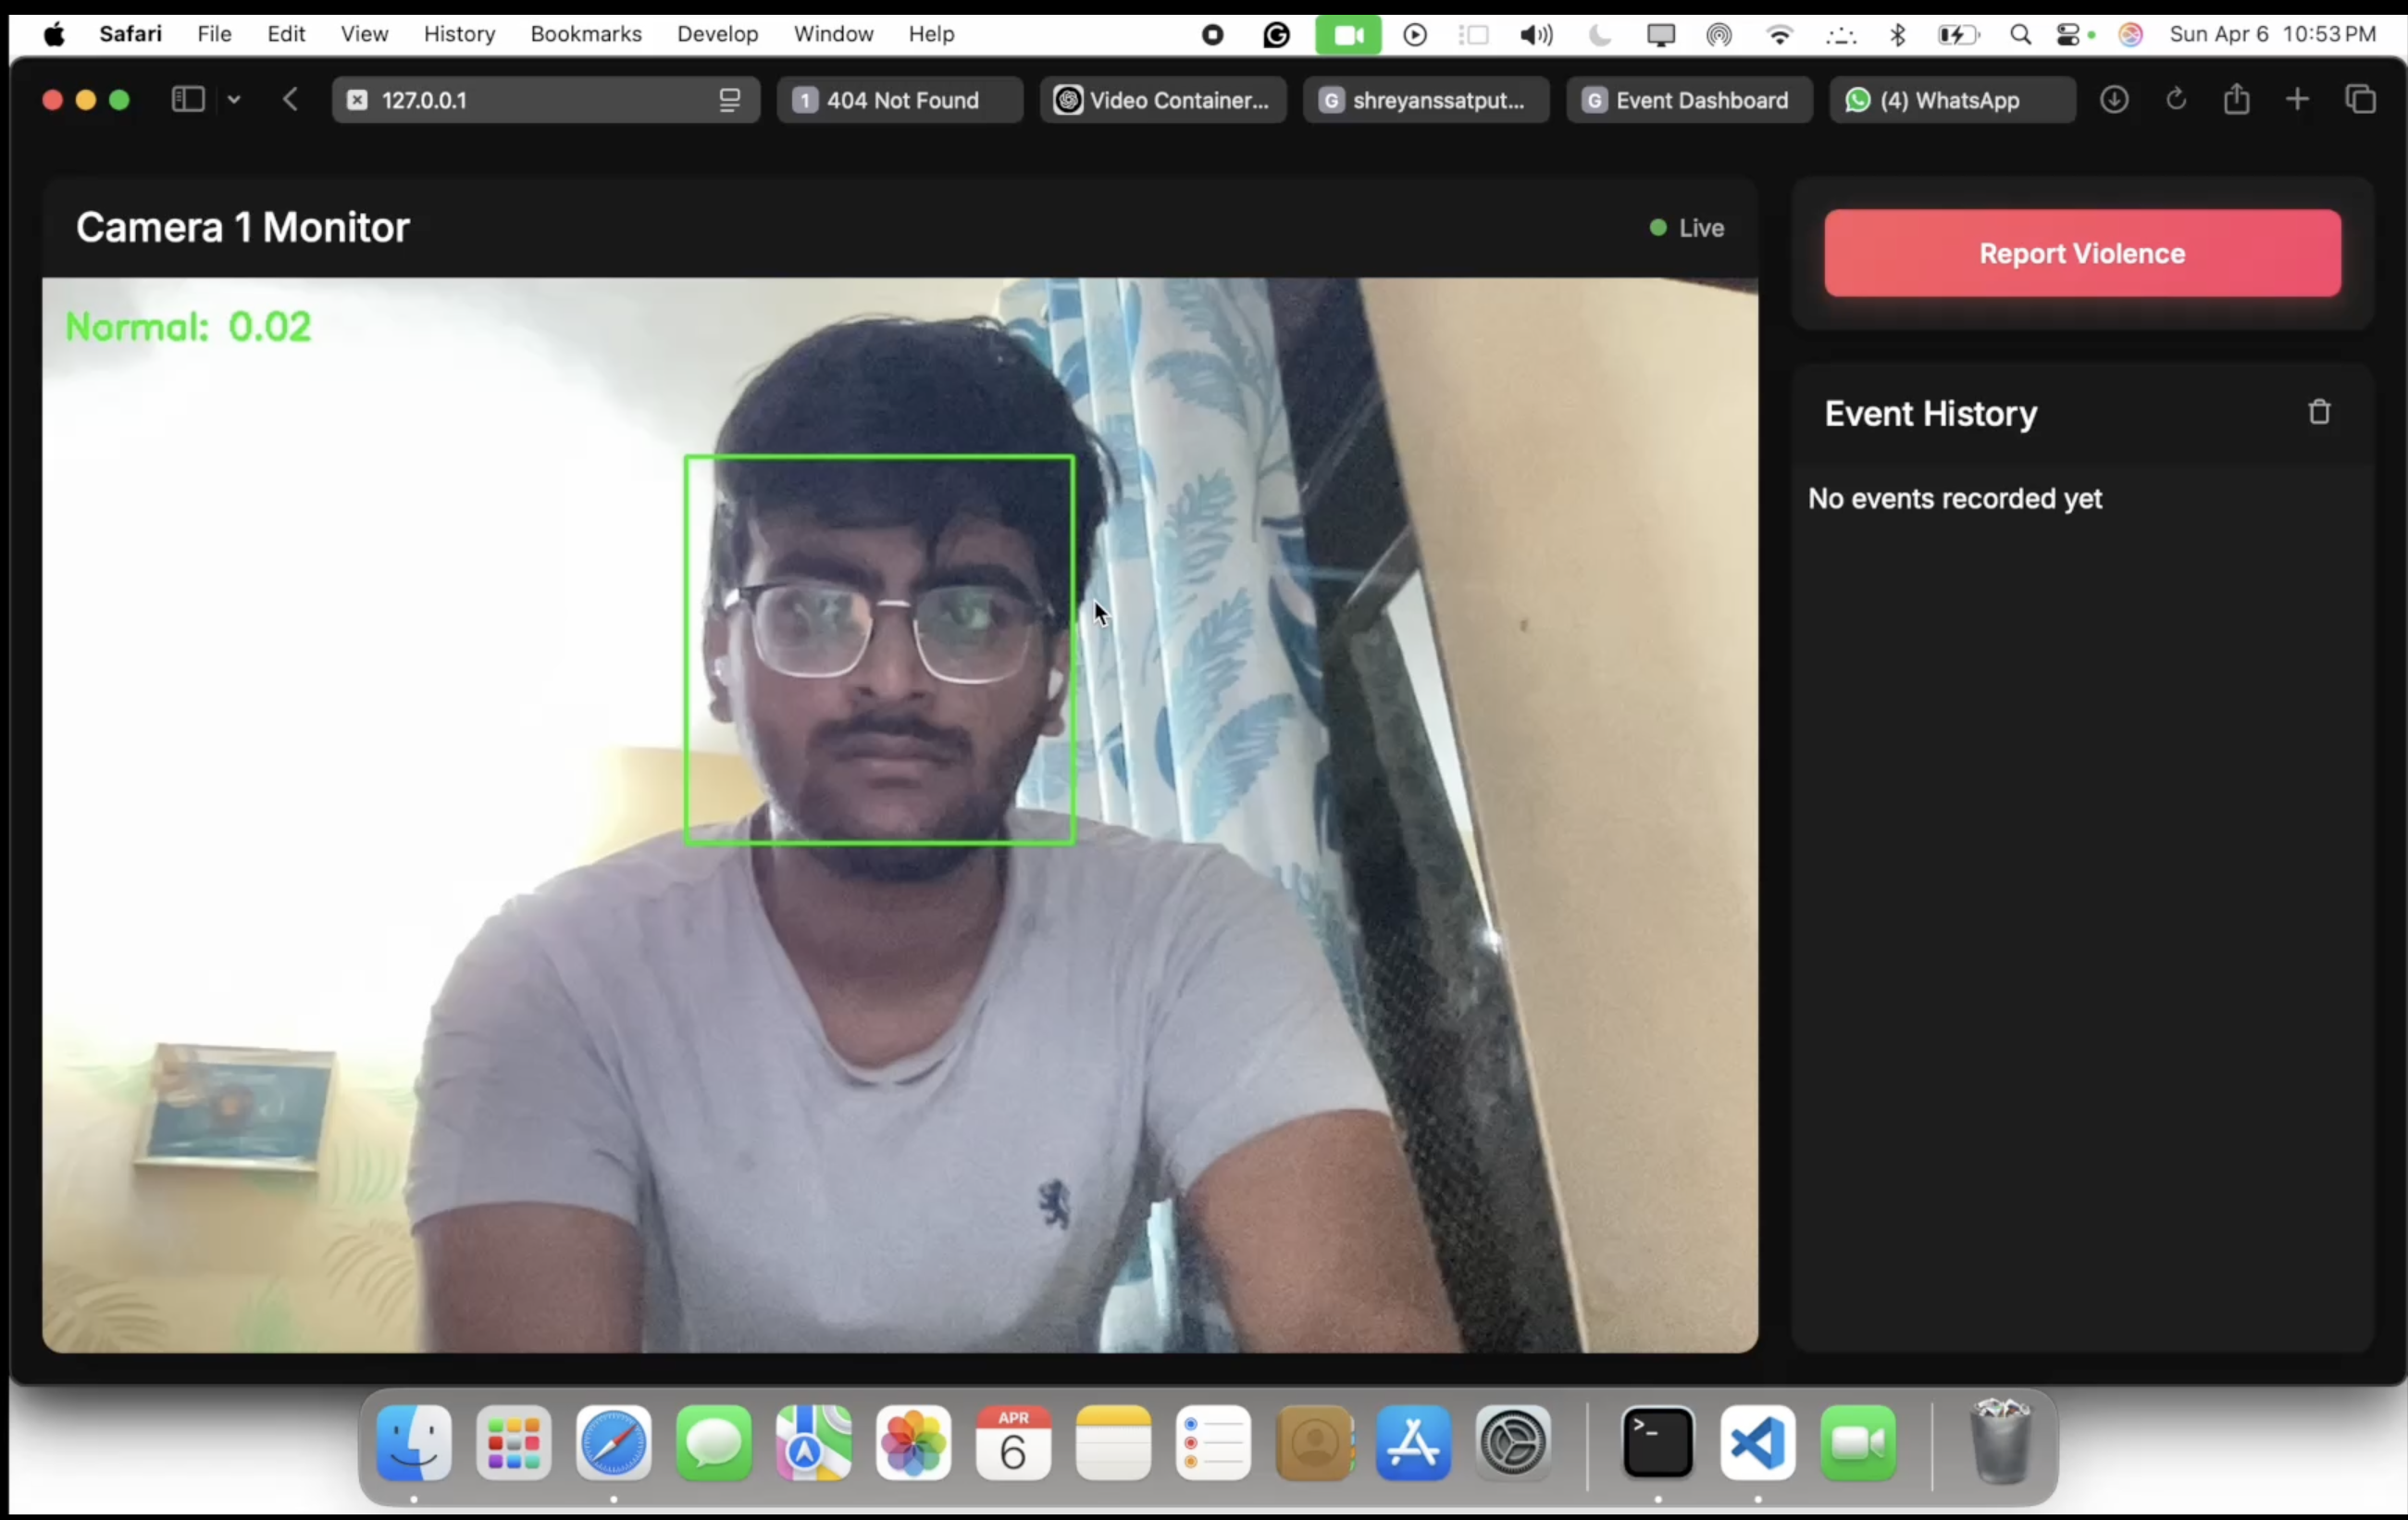 Safari File Edit View History Bookmarks Develop Window Help Sun Apr 6 10:53 PM
127.0.0.1
1 404 Not Found
Video Container...
G shreyanssatput...
G Event Dashboard
(4) WhatsApp
Camera 1 Monitor
Live
Report Violence
Normal: 0.02
Event History
No events recorded yet
APR
6